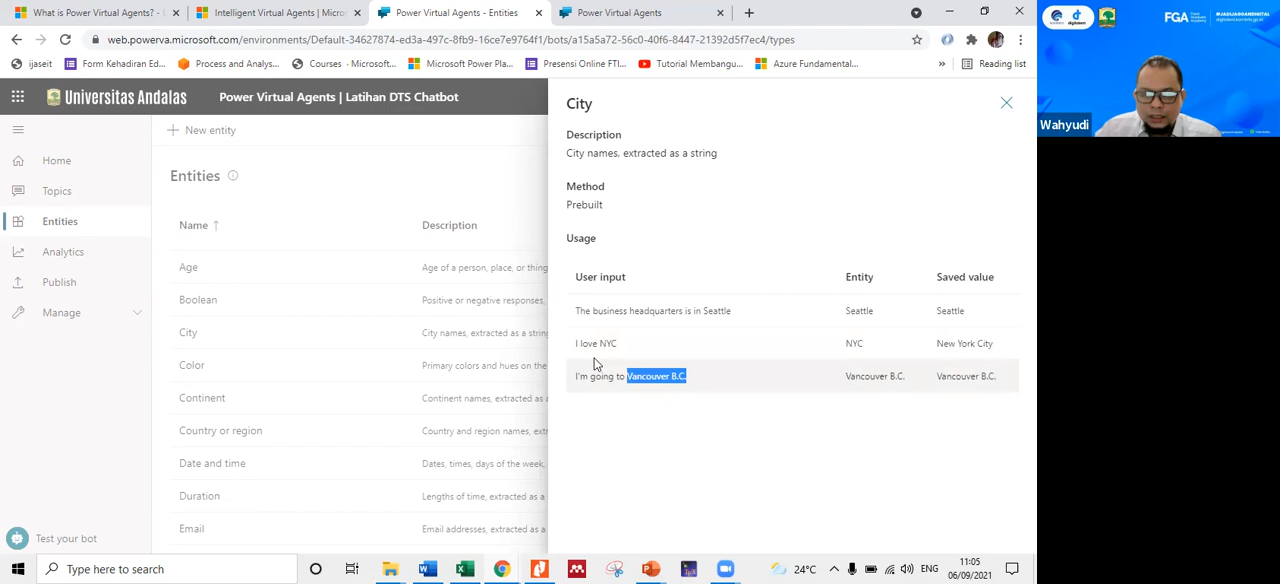 What is Power Virtual Agents? -
Intelligent Virtual Agents | Micros
Power Virtual Agents - Entities
Power Virtual Agents
web.powerva.microsoft.com/environments/Default-34627874-ed3a-497c-8fb9-16ce7e9764f1/bots/a15a5a72-56c0-40f6-8447-21392d5f7ec4/types
ijaseit
Form Kehadiran Ed...
Process and Analys...
Courses - Microsoft...
Microsoft Power Pla...
Presensi Online FTI...
Tutorial Membangu...
Azure Fundamental...
»
Reading list
Universitas Andalas
Power Virtual Agents | Latihan DTS Chatbot
Home
Topics
Entities
Analytics
Publish
Manage
Test your bot
New entity
Entities
Name
Description
Age
Age of a person, place, or thing
Boolean
Positive or negative responses,
City
City names, extracted as a string
Color
Primary colors and hues on the
Continent
Continent names, extracted as
Country or region
Country and region names, ext
Date and time
Dates, times, days of the week,
Duration
Lengths of time, extracted as a
Email
Email addresses, extracted as a
City
Description
City names, extracted as a string
Method
Prebuilt
Usage
User input
Entity
Saved value
The business headquarters is in Seattle
Seattle
Seattle
I love NYC
NYC
New York City
I'm going to Vancouver B.C.
Vancouver B.C.
Vancouver B.C.
FGA
Wahyudi
Type here to search
24°C
ENG
11:05
06/09/2021